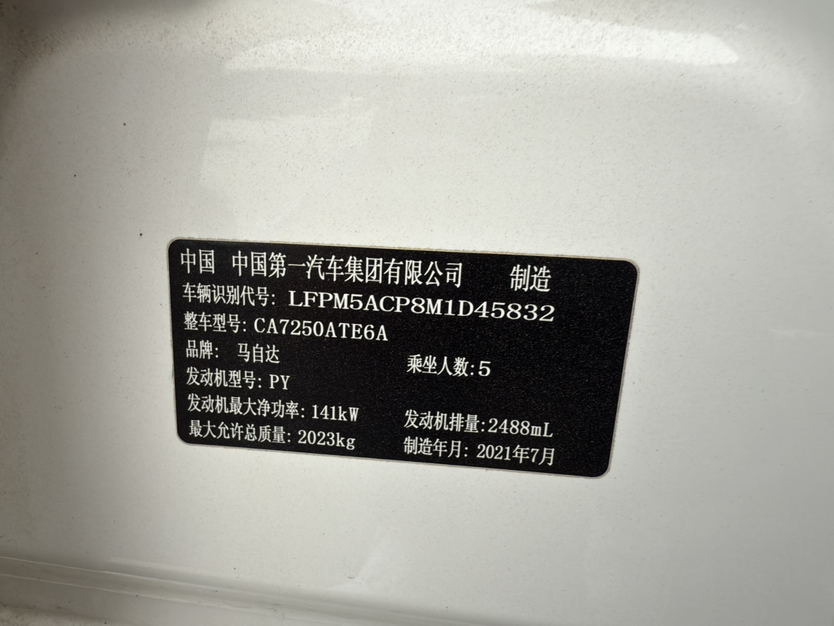 中国 中国第一汽车集团有限公司 制造
车辆识别代号: LFPM5ACP8M1D45832
整车型号: CA7250ATE6A
品牌: 马自达 乘坐人数: 5
发动机型号: PY
发动机最大净功率: 141kW 发动机排量: 2488mL
最大允许总质量: 2023kg 制造年月: 2021年7月